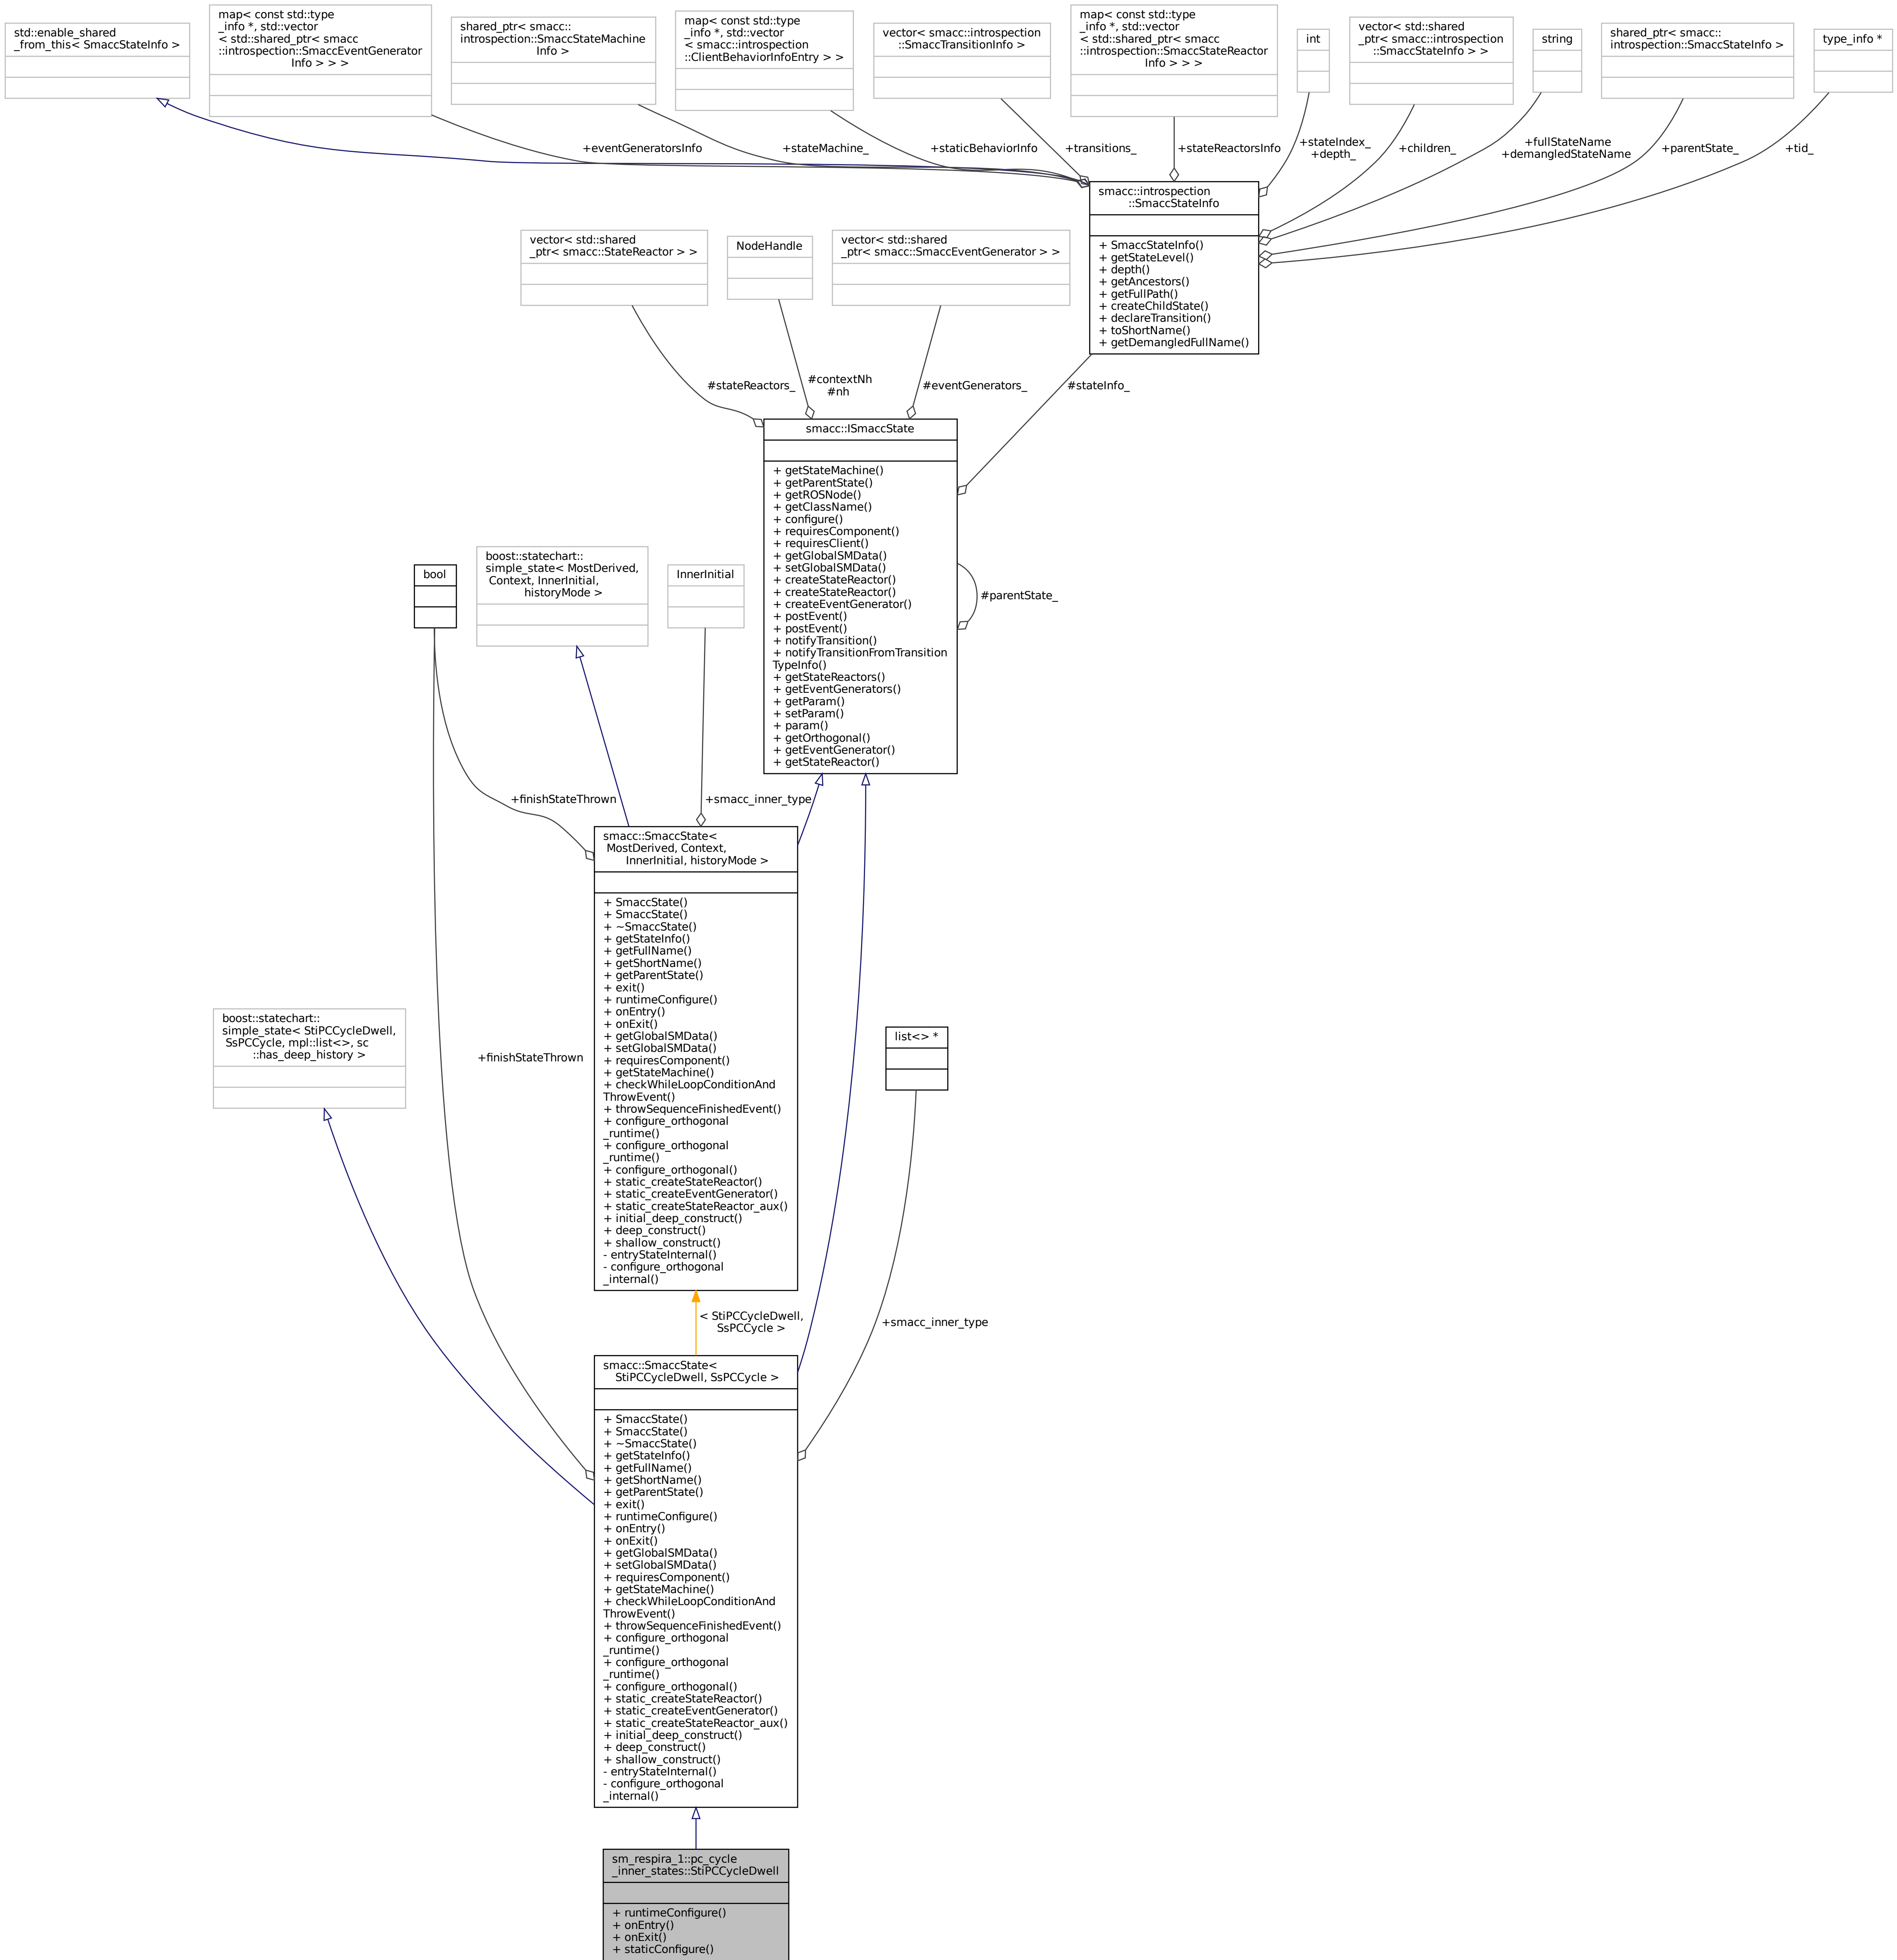 std::enable_shared
_from_this< SmaccStateInfo >
map< const std::type
_info *, std::vector
< std::shared_ptr< smacc
::introspection::SmaccEventGenerator
Info > > >
shared_ptr< smacc::
introspection::SmaccStateMachine
Info >
map< const std::type
_info *, std::vector
< smacc::introspection
::ClientBehaviorInfoEntry > >
vector< smacc::introspection
::SmaccTransitionInfo >
map< const std::type
_info *, std::vector
< std::shared_ptr< smacc
::introspection::SmaccStateReactor
Info > > >
int
vector< std::shared
_ptr< smacc::introspection
::SmaccStateInfo > >
string
shared_ptr< smacc::
introspection::SmaccStateInfo >
type_info *
+eventGeneratorsInfo
+stateMachine_
+staticBehaviorInfo
+transitions_
+stateReactorsInfo
+stateIndex_
+depth_
+children_
+fullStateName
+demangledStateName
+parentState_
+tid_
smacc::introspection
::SmaccStateInfo
+ SmaccStateInfo()
+ getStateLevel()
+ depth()
+ getAncestors()
+ getFullPath()
+ createChildState()
+ declareTransition()
+ toShortName()
+ getDemangledFullName()
vector< std::shared
_ptr< smacc::StateReactor > >
NodeHandle
vector< std::shared
_ptr< smacc::SmaccEventGenerator > >
#stateReactors_
#contextNh
#nh
#eventGenerators_
#stateInfo_
smacc::ISmaccState
+ getStateMachine()
+ getParentState()
+ getROSNode()
+ getClassName()
+ configure()
+ requiresComponent()
+ requiresClient()
+ getGlobalSMData()
+ setGlobalSMData()
+ createStateReactor()
+ createStateReactor()
+ createEventGenerator()
+ postEvent()
+ postEvent()
+ notifyTransition()
+ notifyTransitionFromTransition
TypeInfo()
+ getStateReactors()
+ getEventGenerators()
+ getParam()
+ setParam()
+ param()
+ getOrthogonal()
+ getEventGenerator()
+ getStateReactor()
#parentState_
bool
boost::statechart::
simple_state< MostDerived,
Context, InnerInitial,
historyMode >
InnerInitial
+finishStateThrown
+smacc_inner_type
smacc::SmaccState<
MostDerived, Context,
InnerInitial, historyMode >
+ SmaccState()
+ SmaccState()
+ ~SmaccState()
+ getStateInfo()
+ getFullName()
+ getShortName()
+ getParentState()
+ exit()
+ runtimeConfigure()
+ onEntry()
+ onExit()
+ getGlobalSMData()
+ setGlobalSMData()
+ requiresComponent()
+ getStateMachine()
+ checkWhileLoopConditionAnd
ThrowEvent()
+ throwSequenceFinishedEvent()
+ configure_orthogonal
_runtime()
+ configure_orthogonal
_runtime()
+ configure_orthogonal()
+ static_createStateReactor()
+ static_createEventGenerator()
+ static_createStateReactor_aux()
+ initial_deep_construct()
+ deep_construct()
+ shallow_construct()
- entryStateInternal()
- configure_orthogonal
_internal()
boost::statechart::
simple_state< StiPCCycleDwell,
SsPCCycle, mpl::list<>, sc
::has_deep_history >
+finishStateThrown
list<> *
< StiPCCycleDwell,
SsPCCycle >
+smacc_inner_type
smacc::SmaccState<
StiPCCycleDwell, SsPCCycle >
+ SmaccState()
+ SmaccState()
+ ~SmaccState()
+ getStateInfo()
+ getFullName()
+ getShortName()
+ getParentState()
+ exit()
+ runtimeConfigure()
+ onEntry()
+ onExit()
+ getGlobalSMData()
+ setGlobalSMData()
+ requiresComponent()
+ getStateMachine()
+ checkWhileLoopConditionAnd
ThrowEvent()
+ throwSequenceFinishedEvent()
+ configure_orthogonal
_runtime()
+ configure_orthogonal
_runtime()
+ configure_orthogonal()
+ static_createStateReactor()
+ static_createEventGenerator()
+ static_createStateReactor_aux()
+ initial_deep_construct()
+ deep_construct()
+ shallow_construct()
- entryStateInternal()
- configure_orthogonal
_internal()
sm_respira_1::pc_cycle
_inner_states::StiPCCycleDwell
+ runtimeConfigure()
+ onEntry()
+ onExit()
+ staticConfigure()